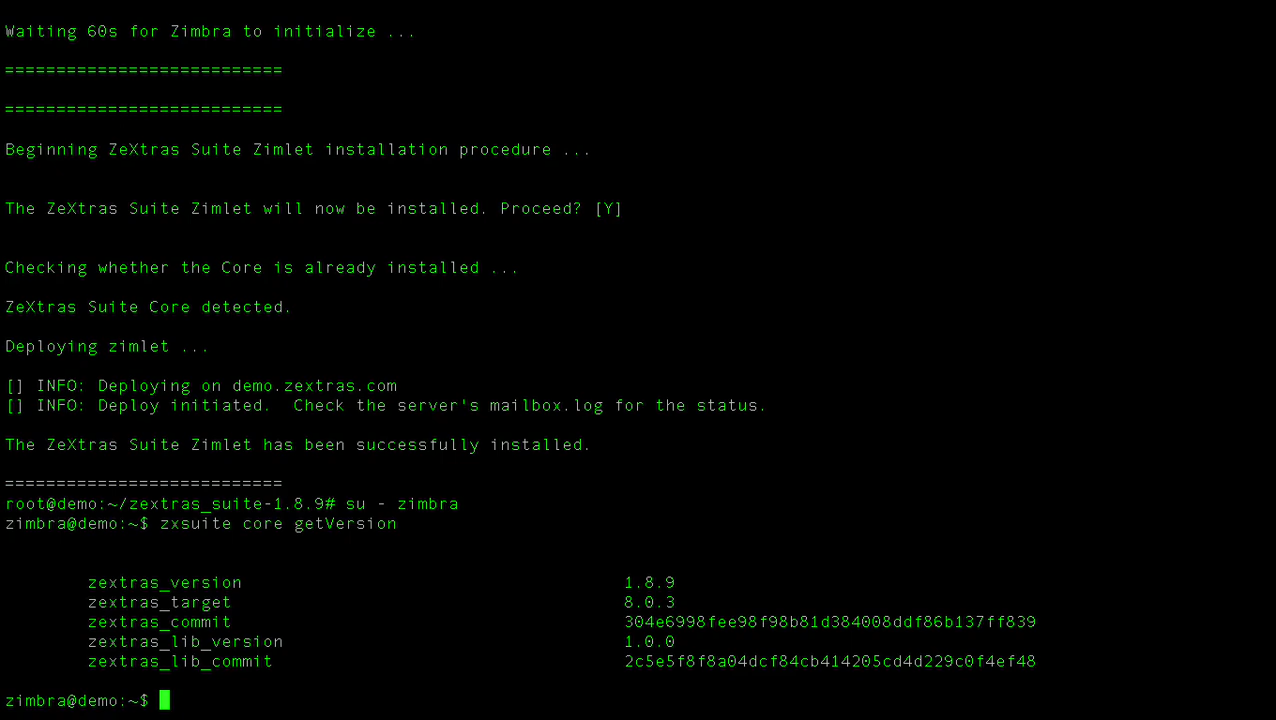 Waiting 60s for Zimbra to initialize ...
===========================
===========================
Beginning ZeXtras Suite Zimlet installation procedure ...
The ZeXtras Suite Zimlet will now be installed. Proceed? [Y]
Checking whether the Core is already installed ...
ZeXtras Suite Core detected.
Deploying zimlet ...
[] INFO: Deploying on demo.zextras.com
[] INFO: Deploy initiated.  Check the server's mailbox.log for the status.
The ZeXtras Suite Zimlet has been successfully installed.
===========================
root@demo:~/zextras_suite-1.8.9# su - zimbra
zimbra@demo:~$ zxsuite core getVersion
zextras_version 1.8.9
zextras_target 8.0.3
zextras_commit 304e6998fee98f98b81d384008ddf86b137ff839
zextras_lib_version 1.0.0
zextras_lib_commit 2c5e5f8f8a04dcf84cb414205cd4d229c0f4ef48
zimbra@demo:~$